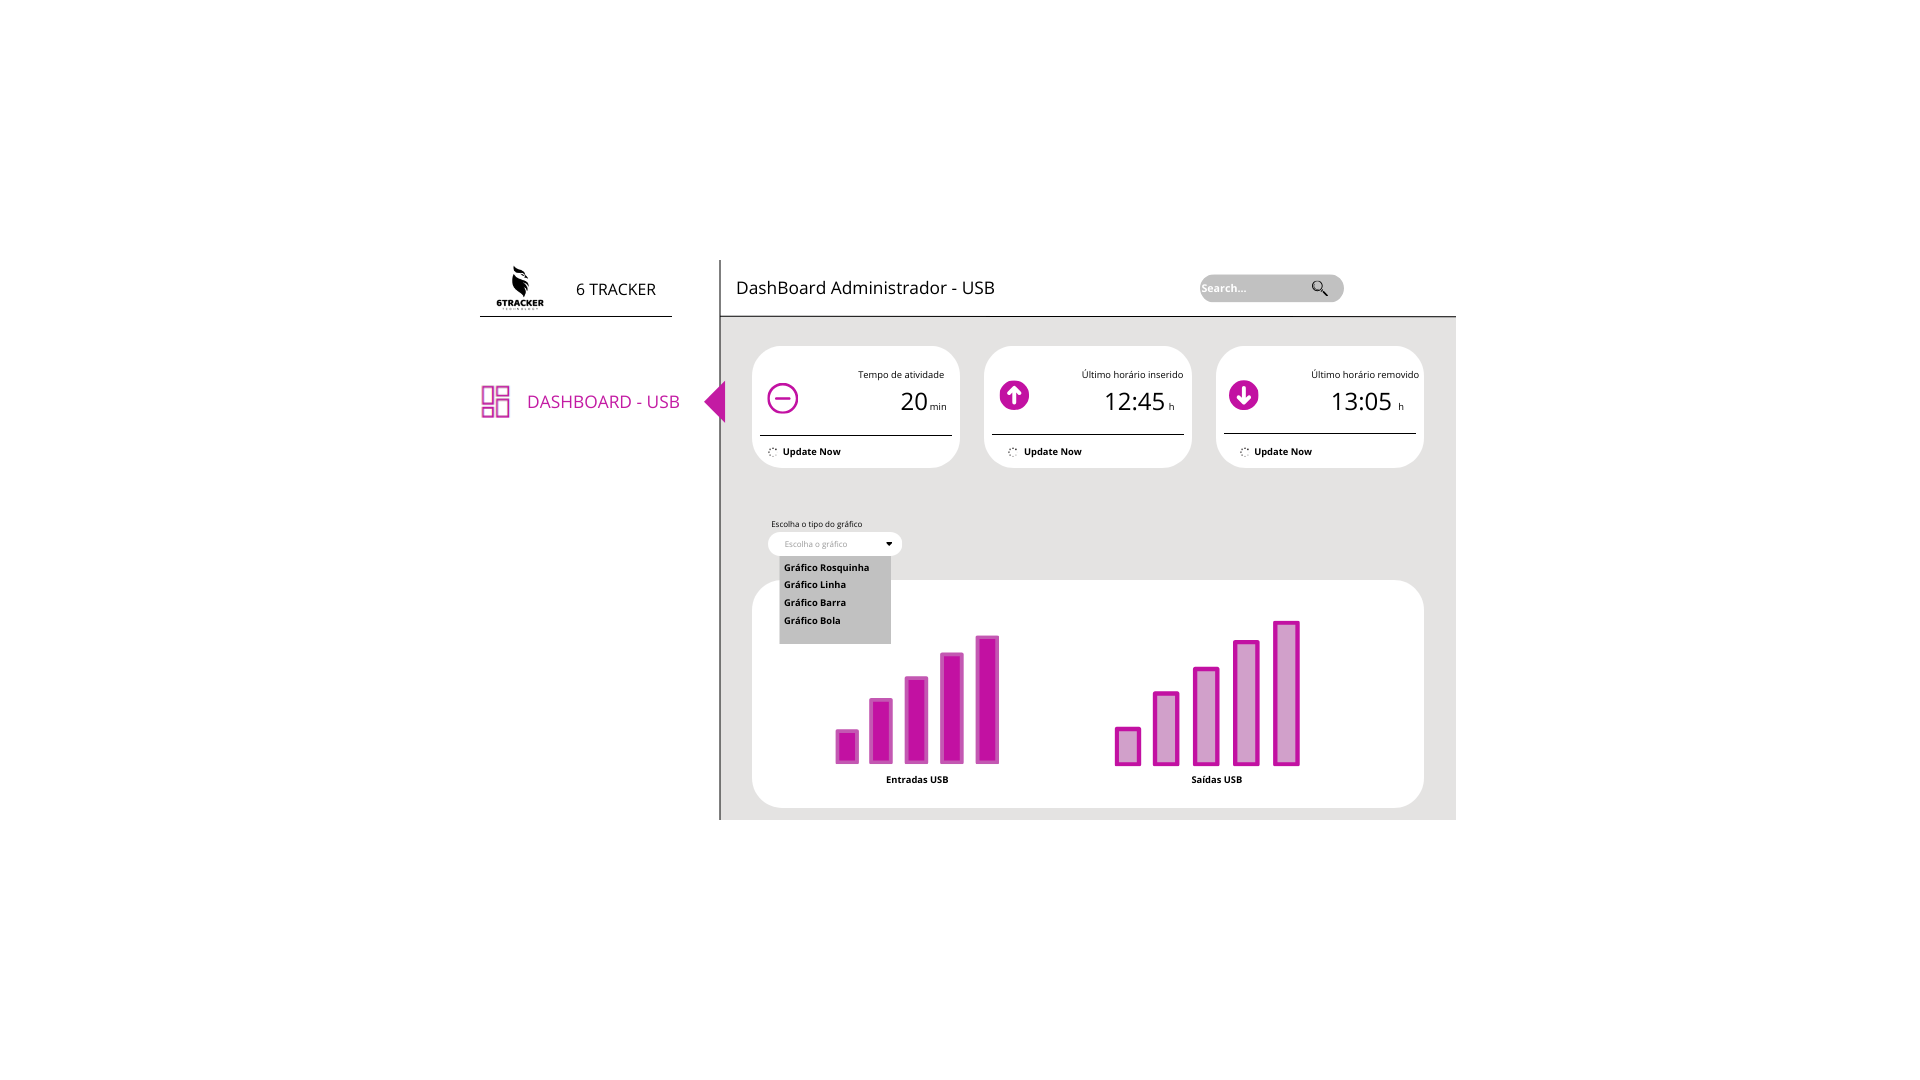 6TRACKER
TECHNOLOGY
6 TRACKER
DashBoard Administrador - USB
Search...
DASHBOARD - USB
Tempo de atividade
20 min
Update Now
Último horário inserido
12:45 h
Update Now
Último horário removido
13:05 h
Update Now
Escolha o tipo do gráfico
Escolha o gráfico
Gráfico Rosquinha
Gráfico Linha
Gráfico Barra
Gráfico Bola
Entradas USB
Saídas USB